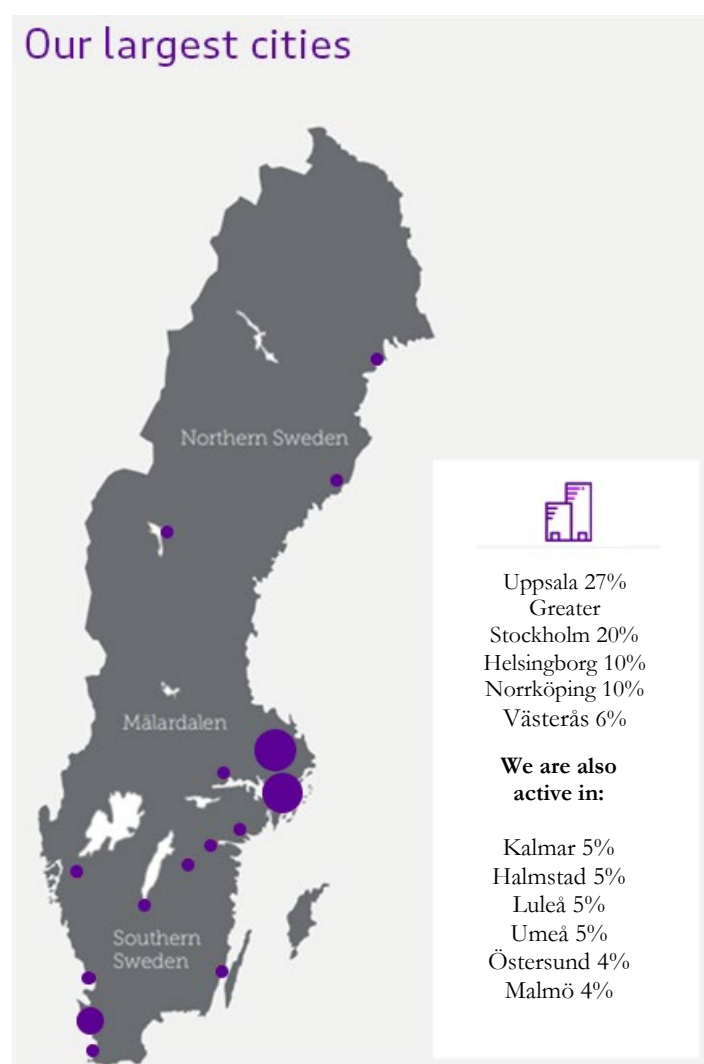 Our largest cities
Northern Sweden
Mälardalen
Southern
Sweden
Uppsala 27%
Greater
Stockholm 20%
Helsingborg 10%
Norrköping 10%
Västerås 6%
We are also
active in:
Kalmar 5%
Halmstad 5%
Luleå 5%
Umeå 5%
Östersund 4%
Malmö 4%